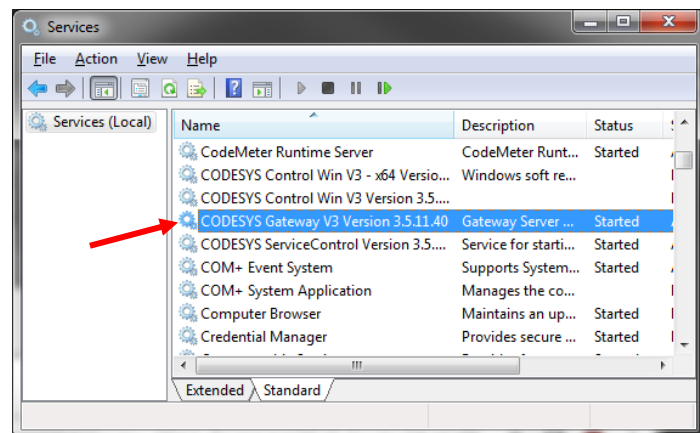 Services
File Action View Help
Services (Local)
Name Description Status
CodeMeter Runtime Server CodeMeter Runt... Started
CODESYS Control Win V3 - x64 Versio... Windows soft re...
CODESYS Control Win V3 Version 3.5....
CODESYS Gateway V3 Version 3.5.11.40 Gateway Server ... Started
CODESYS ServiceControl Version 3.5.... Service for starti... Started
COM+ Event System Supports System... Started
COM+ System Application Manages the co...
Computer Browser Maintains an up... Started
Credential Manager Provides secure ... Started
Extended Standard